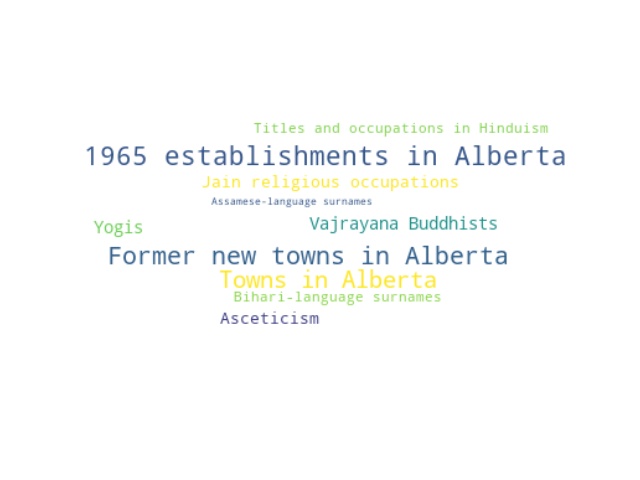 Titles and occupations in Hinduism
1965 establishments in Alberta
Jain religious occupations
Assamese-language surnames
Vajrayana Buddhists
Yogis
Former new towns in Alberta
Towns in Alberta
Bihari-language surnames
Asceticism